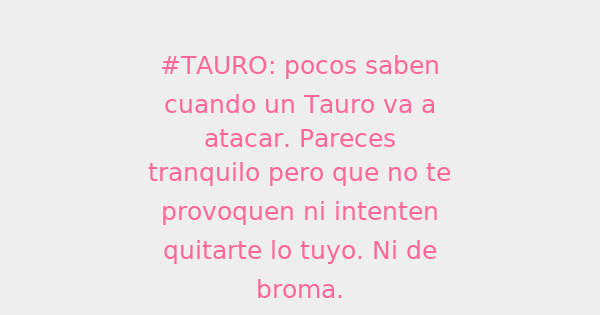 #TAURO: pocos saben
cuando un Tauro va a
atacar. Pareces
tranquilo pero que no te
provoquen ni intenten
quitarte lo tuyo. Ni de
broma.